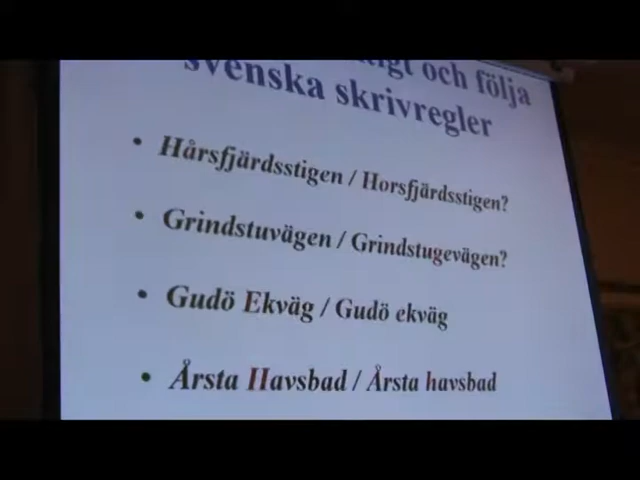 och följa
svenska skrivregler
• Hårsfjärdsstigen / Horsfjärdsstigen?
• Grindstuvägen / Grindstugevägen?
• Gudö Ekväg / Gudö ekväg
• Årsta Havsbad / Årsta havsbad